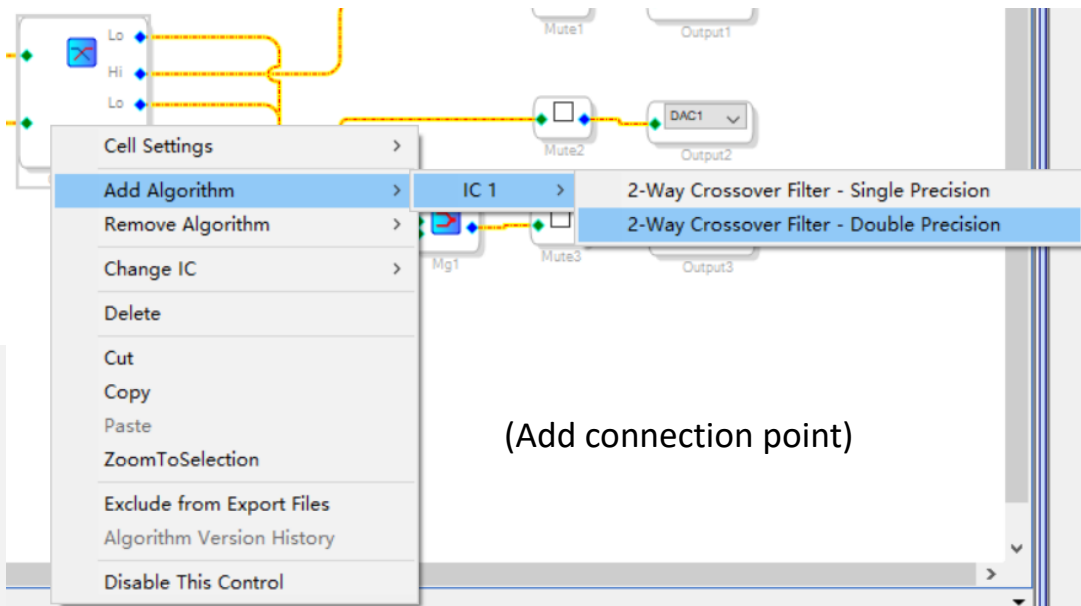 Lo
Mute1
Output1
Hi
Lo
DAC1
Mute2
Output2
Cell Settings
Add Algorithm
IC 1
2-Way Crossover Filter - Single Precision
Remove Algorithm
2-Way Crossover Filter - Double Precision
Mg1
Mute3
Output3
Change IC
Delete
Cut
Copy
Paste
(Add connection point)
ZoomToSelection
Exclude from Export Files
Algorithm Version History
Disable This Control